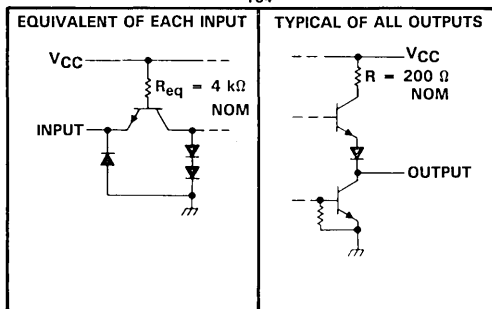 EQUIVALENT OF EACH INPUT
VCC
Req = 4 kΩ
NOM
INPUT
TYPICAL OF ALL OUTPUTS
VCC
R = 200 Ω
NOM
OUTPUT